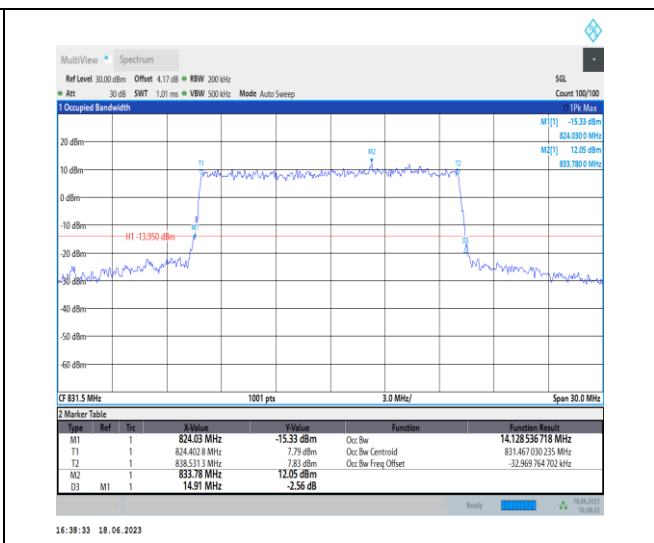 MultiView Spectrum
Ref Level 30.00 dBm Offset 4.17 dB RBW 200 kHz SGL
Att 30 dB SWT 1.01 ms VBW 500 kHz Mode Auto Sweep Count 100/100
1 Occupied Bandwidth 1Pk Max
M1[1] -15.33 dBm
824.030 0 MHz
M2[1] 12.05 dBm
833.780 0 MHz
20 dBm
M2
T1 T2
10 dBm
0 dBm
-10 dBm
M1
H1 -13.950 dBm
D3
-20 dBm
-30 dBm
-40 dBm
-50 dBm
-60 dBm
CF 831.5 MHz 1001 pts 3.0 MHz/ Span 30.0 MHz
2 Marker Table
Type Ref Trc X-Value Y-Value Function Function Result
M1 1 824.03 MHz -15.33 dBm Occ Bw 14.128 536 718 MHz
T1 1 824.402 8 MHz 7.79 dBm Occ Bw Centroid 831.467 030 235 MHz
T2 1 838.531 3 MHz 7.83 dBm Occ Bw Freq Offset -32.969 764 702 kHz
M2 1 833.78 MHz 12.05 dBm
D3 M1 1 14.91 MHz -2.56 dB
Ready 18.06.2023
16:38:32
16:38:33 18.06.2023